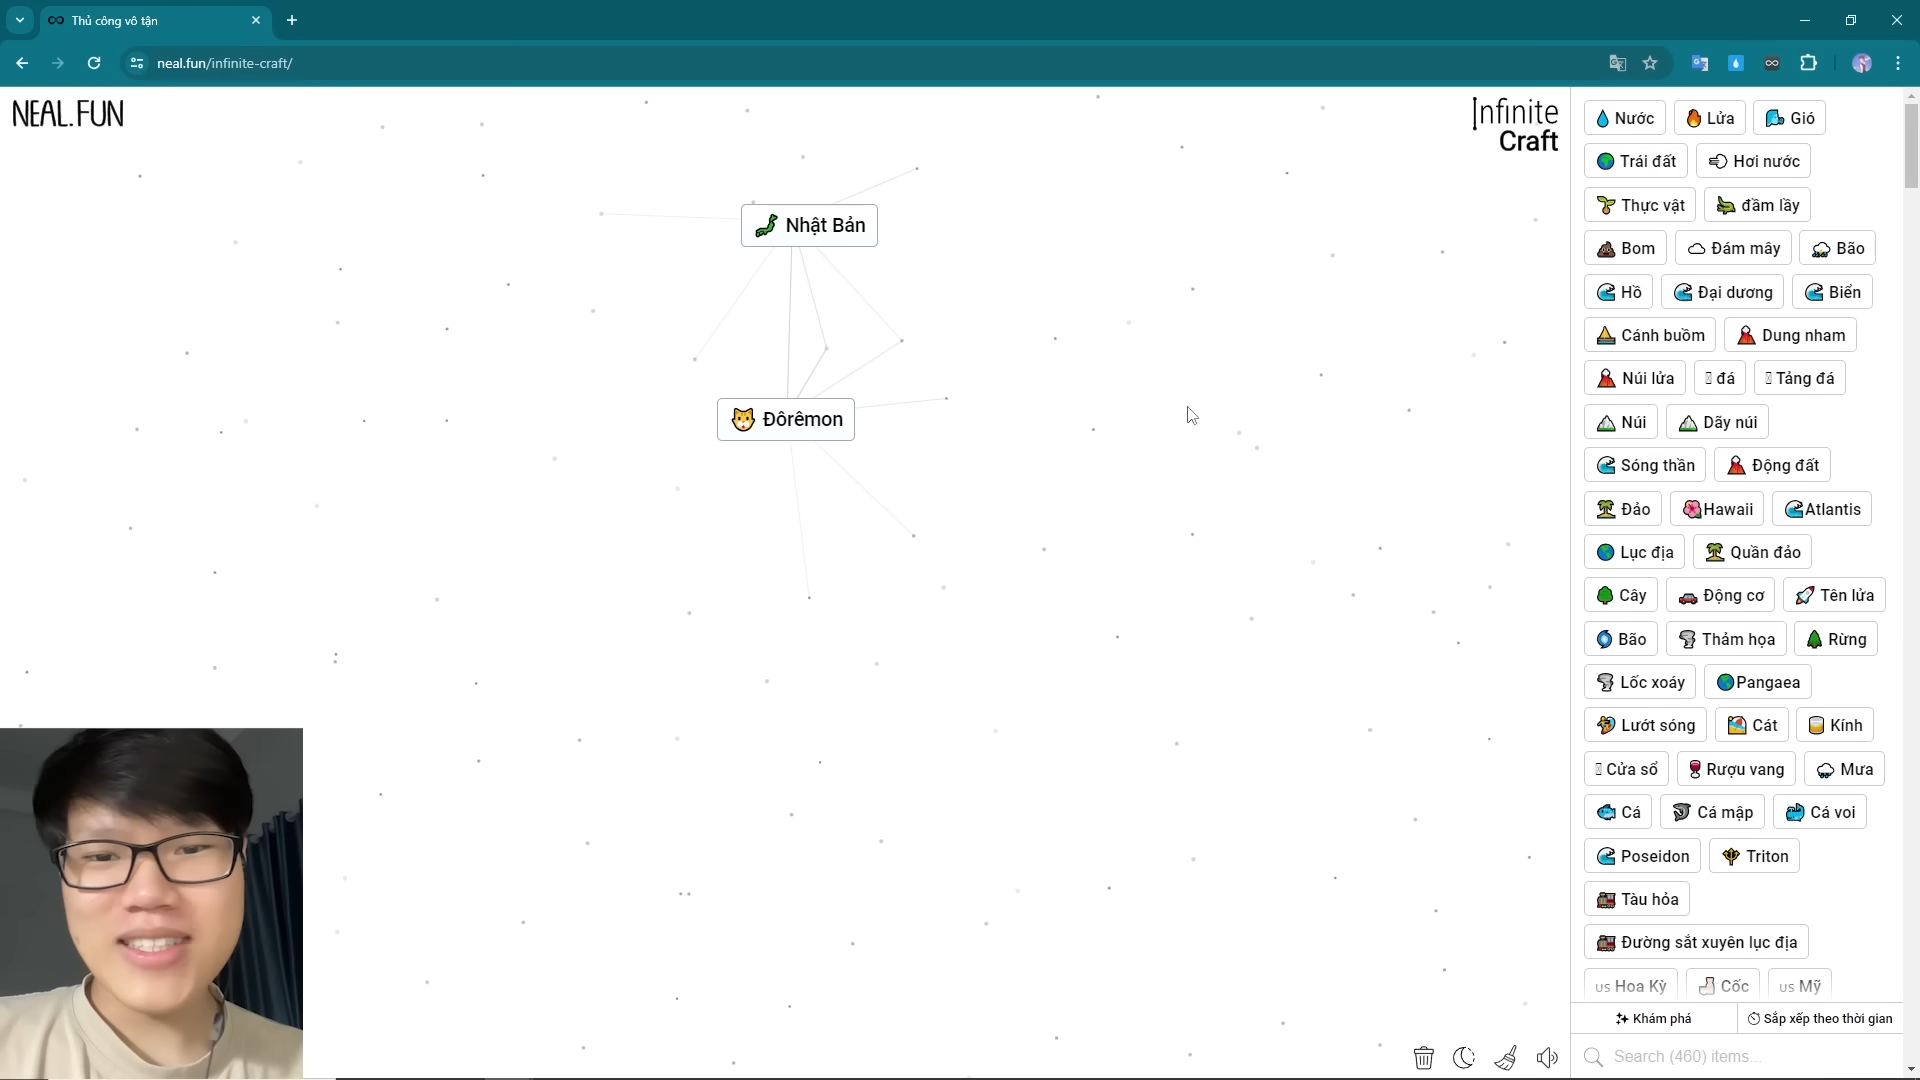 Thủ công vô tận
neal.fun/infinite-craft/
NEAL.FUN
Infinite
Craft
Nhật Bản
Đôrêmon
Nước Lửa Gió
Trái đất Hơi nước
Thực vật đầm lầy
Bom Đám mây Bão
Hồ Đại dương Biển
Cánh buồm Dung nham
Núi lửa đá Tảng đá
Núi Dãy núi
Sóng thần Động đất
Đảo Hawaii Atlantis
Lục địa Quần đảo
Cây Động cơ Tên lửa
Bão Thảm họa Rừng
Lốc xoáy Pangaea
Lướt sóng Cát Kính
Cửa sổ Rượu vang Mưa
Cá Cá mập Cá voi
Poseidon Triton
Tàu hỏa
Đường sắt xuyên lục địa
US Hoa Kỳ Cốc US Mỹ
Khám phá Sắp xếp theo thời gian
Search (460) items...